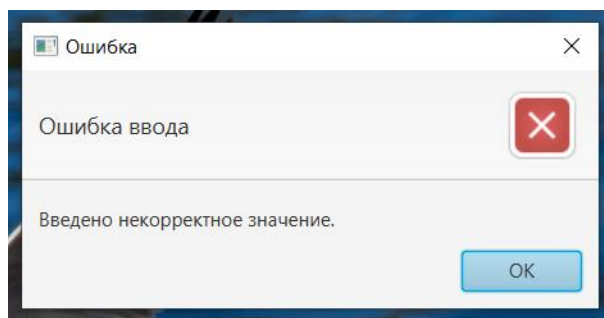 Ошибка
Ошибка ввода
Введено некорректное значение.
OK